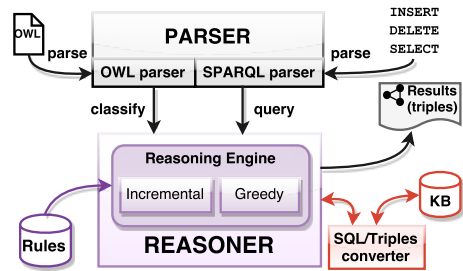 OWL
parse
PARSER
OWL parser
SPARQL parser
parse
INSERT
DELETE
SELECT
classify
query
Results
(triples)
Reasoning Engine
Incremental
Greedy
REASONER
Rules
KB
SQL/Triples
converter